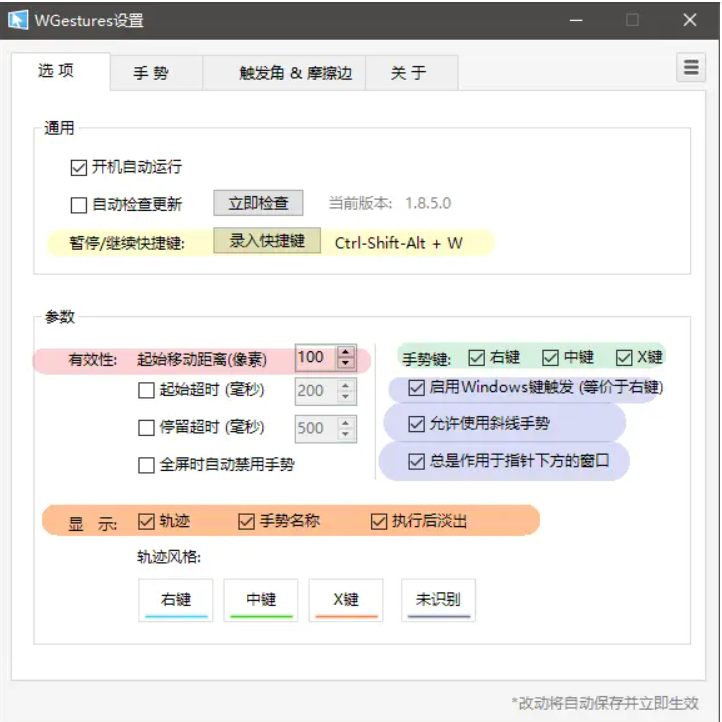 WGestures设置
选 项 手 势 触发角 & 摩擦边 关 于
通用
开机自动运行
自动检查更新 立即检查 当前版本: 1.8.5.0
暂停/继续快捷键: 录入快捷键 Ctrl-Shift-Alt + W
参数
有效性: 起始移动距离(像素) 100 手势键: 右键 中键 X键
起始超时 (毫秒) 200 启用Windows键触发 (等价于右键)
停留超时 (毫秒) 500 允许使用斜线手势
全屏时自动禁用手势 总是作用于指针下方的窗口
显 示: 轨迹 手势名称 执行后淡出
轨迹风格:
右键 中键 X键 未识别
*改动将自动保存并立即生效